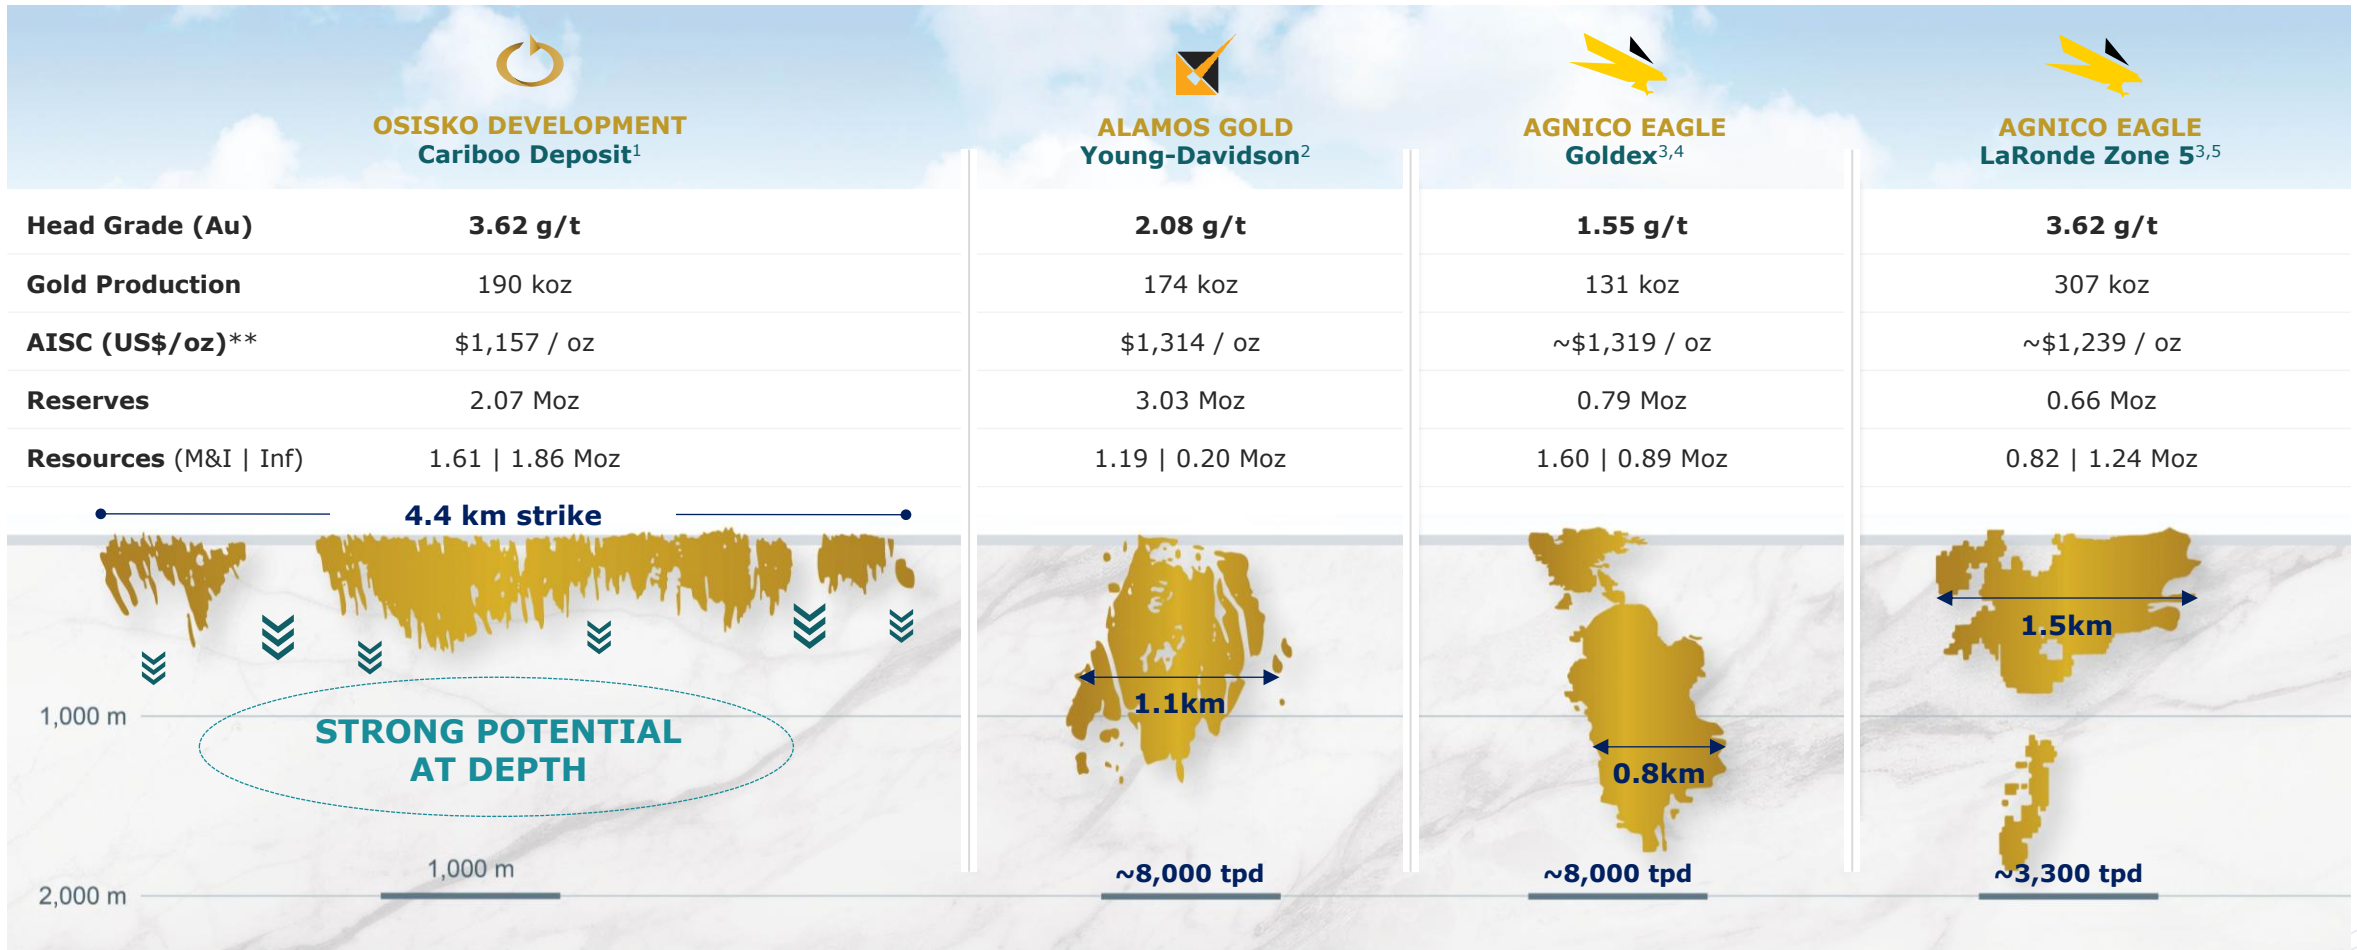 OSISKO DEVELOPMENT
Cariboo Deposit1
ALAMOS GOLD
Young-Davidson2
AGNICO EAGLE
Goldex3,4
AGNICO EAGLE
LaRonde Zone 53,5
Head Grade (Au) 3.62 g/t 2.08 g/t 1.55 g/t 3.62 g/t
Gold Production 190 koz 174 koz 131 koz 307 koz
AISC (US$/oz)** $1,157 / oz $1,314 / oz ~$1,319 / oz ~$1,239 / oz
Reserves 2.07 Moz 3.03 Moz 0.79 Moz 0.66 Moz
Resources (M&I | Inf) 1.61 | 1.86 Moz 1.19 | 0.20 Moz 1.60 | 0.89 Moz 0.82 | 1.24 Moz
4.4 km strike
1.5km
1.1km
1,000 m
STRONG POTENTIAL
AT DEPTH
0.8km
1,000 m
~8,000 tpd
~8,000 tpd
~3,300 tpd
2,000 m